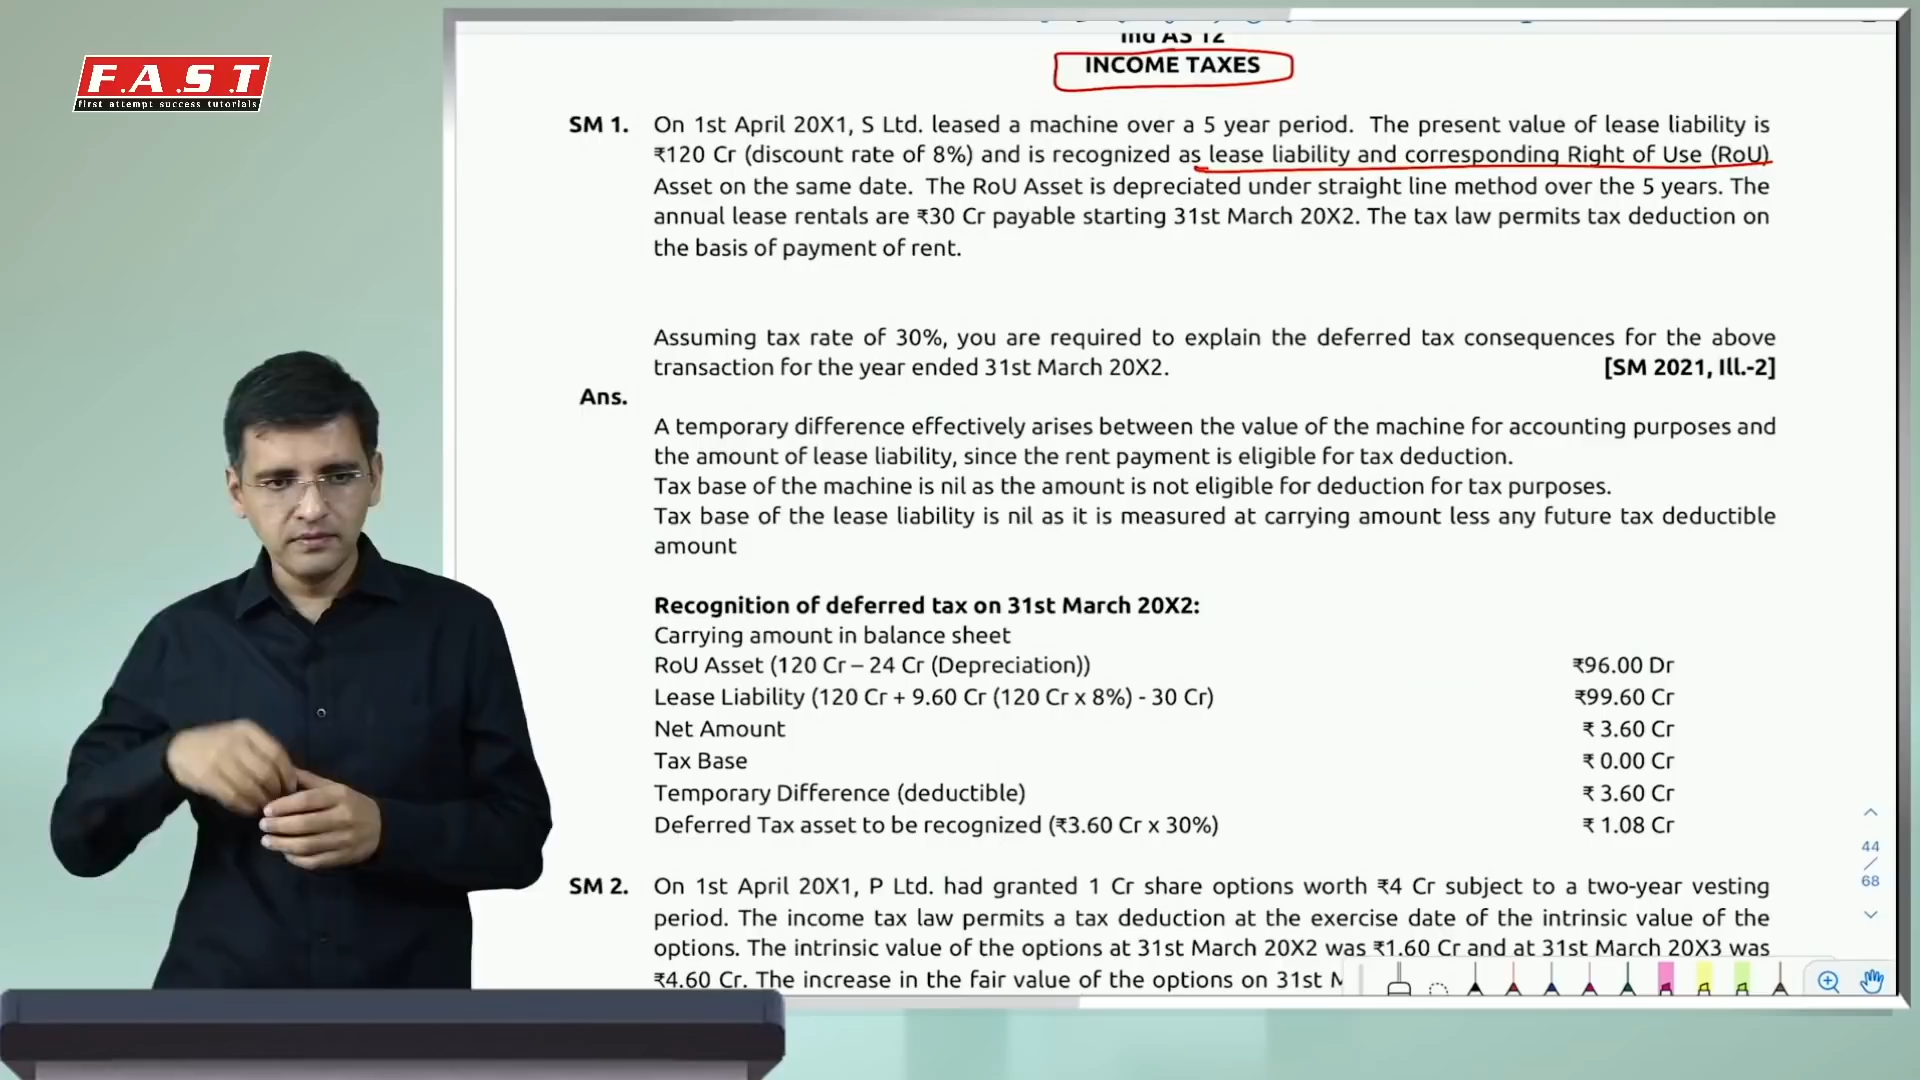 F.A.S.T
first attempt success tutorials
Ind AS 12
INCOME TAXES
SM 1. On 1st April 20X1, S Ltd. leased a machine over a 5 year period. The present value of lease liability is
₹120 Cr (discount rate of 8%) and is recognized as lease liability and corresponding Right of Use (RoU)
Asset on the same date. The RoU Asset is depreciated under straight line method over the 5 years. The
annual lease rentals are ₹30 Cr payable starting 31st March 20X2. The tax law permits tax deduction on
the basis of payment of rent.
Assuming tax rate of 30%, you are required to explain the deferred tax consequences for the above
transaction for the year ended 31st March 20X2. [SM 2021, Ill.-2]
Ans.
A temporary difference effectively arises between the value of the machine for accounting purposes and
the amount of lease liability, since the rent payment is eligible for tax deduction.
Tax base of the machine is nil as the amount is not eligible for deduction for tax purposes.
Tax base of the lease liability is nil as it is measured at carrying amount less any future tax deductible
amount
Recognition of deferred tax on 31st March 20X2:
Carrying amount in balance sheet
RoU Asset (120 Cr – 24 Cr (Depreciation)) ₹96.00 Dr
Lease Liability (120 Cr + 9.60 Cr (120 Cr x 8%) - 30 Cr) ₹99.60 Cr
Net Amount ₹ 3.60 Cr
Tax Base ₹ 0.00 Cr
Temporary Difference (deductible) ₹ 3.60 Cr
Deferred Tax asset to be recognized (₹3.60 Cr x 30%) ₹ 1.08 Cr
44
/
68
SM 2. On 1st April 20X1, P Ltd. had granted 1 Cr share options worth ₹4 Cr subject to a two-year vesting
period. The income tax law permits a tax deduction at the exercise date of the intrinsic value of the
options. The intrinsic value of the options at 31st March 20X2 was ₹1.60 Cr and at 31st March 20X3 was
₹4.60 Cr. The increase in the fair value of the options on 31st